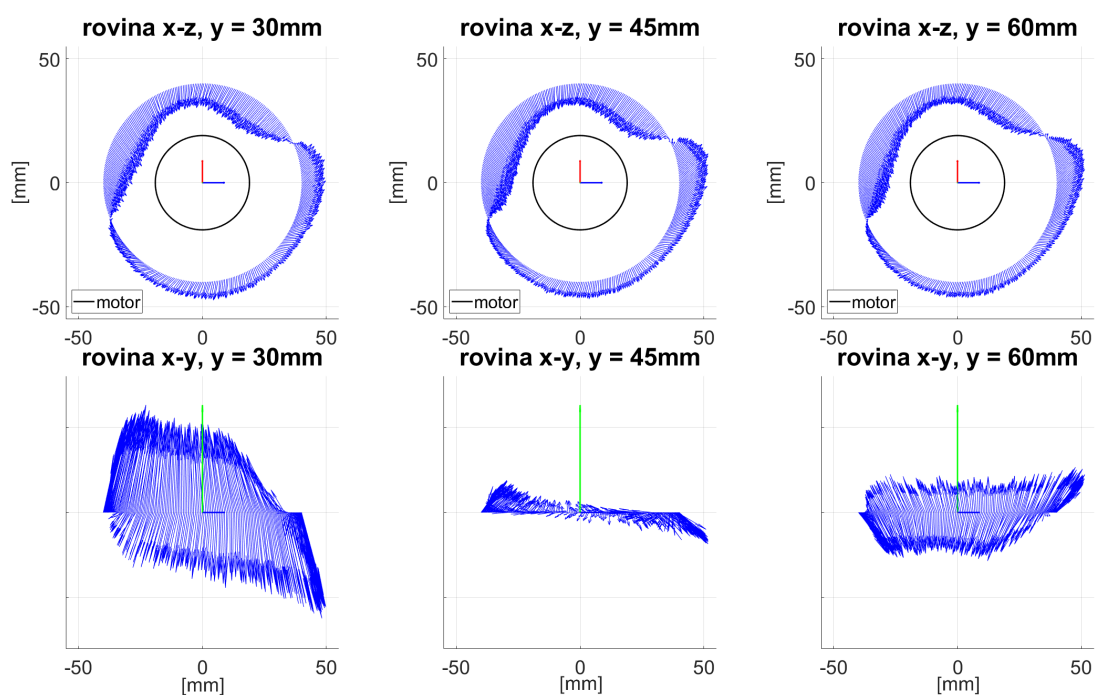 rovina x-z, y = 30mm
rovina x-z, y = 45mm
rovina x-z, y = 60mm
50
50
50
[mm]
[mm]
[mm]
0
0
0
motor
motor
motor
-50
-50
-50
-50 0 50
-50 0 50
-50 0 50
rovina x-y, y = 30mm
rovina x-y, y = 45mm
rovina x-y, y = 60mm
-50 0 50
-50 0 50
-50 0 50
[mm]
[mm]
[mm]